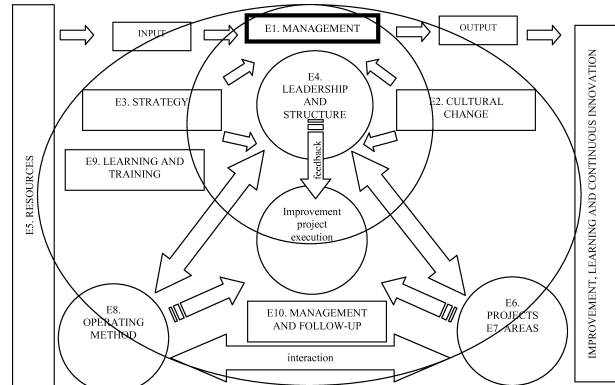 INPUT
E1. MANAGEMENT
OUTPUT
E4.
LEADERSHIP
AND
STRUCTURE
E3. STRATEGY
E2. CULTURAL
CHANGE
E9. LEARNING AND
TRAINING
feedback
E5. RESOURCES
IMPROVEMENT, LEARNING AND CONTINUOUS INNOVATION
Improvement
project
execution
E8.
OPERATING
METHOD
E10. MANAGEMENT
AND FOLLOW-UP
E6.
PROJECTS
E7. AREAS
interaction